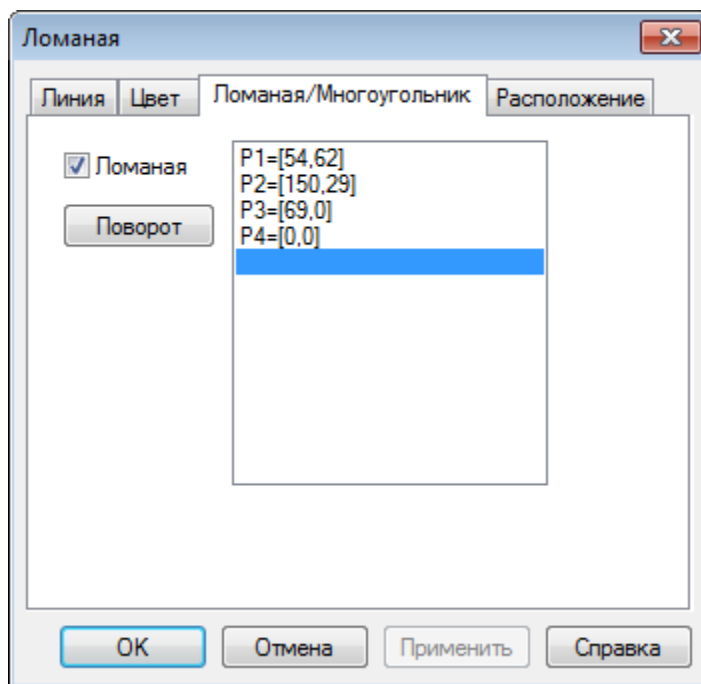 Ломаная
Линия Цвет Ломаная/Многоугольник Расположение
Ломаная
Поворот
P1=[54,62]
P2=[150,29]
P3=[69,0]
P4=[0,0]
OK Отмена Применить Справка